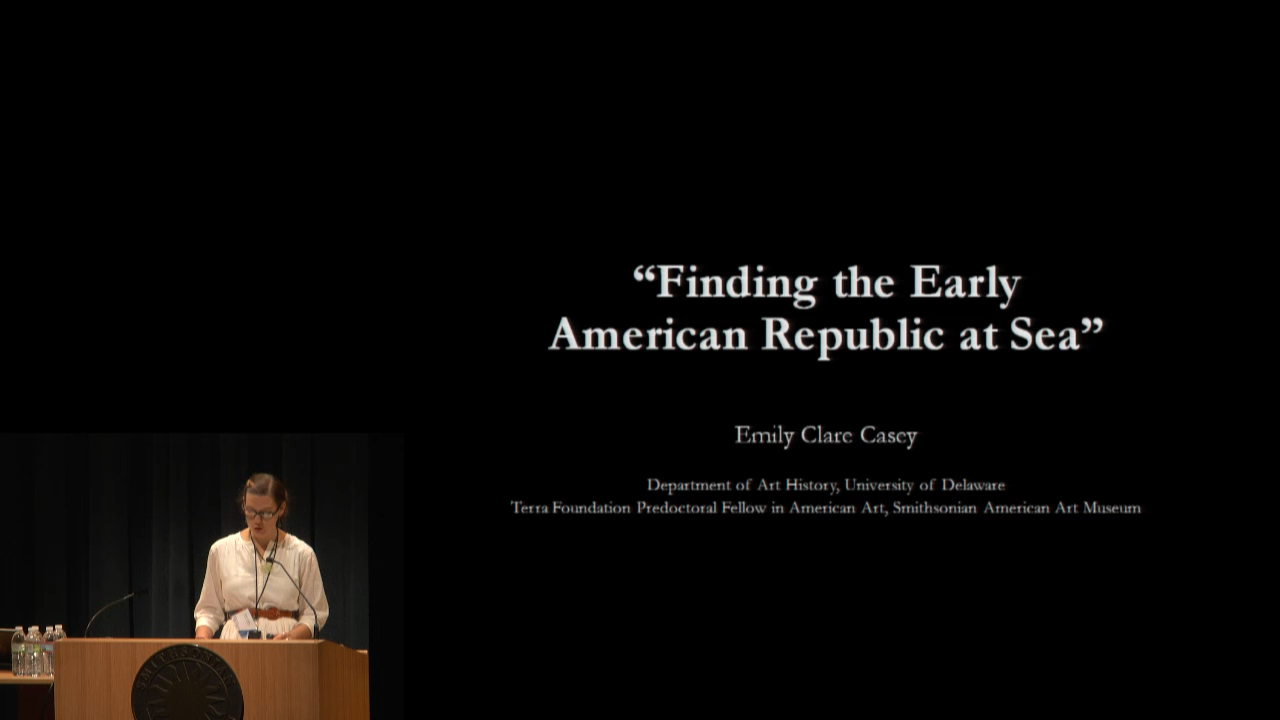 “Finding the Early
American Republic at Sea”
Emily Clare Casey
Department of Art History, University of Delaware
Terra Foundation Predoctoral Fellow in American Art, Smithsonian American Art Museum
SMITHSONIAN